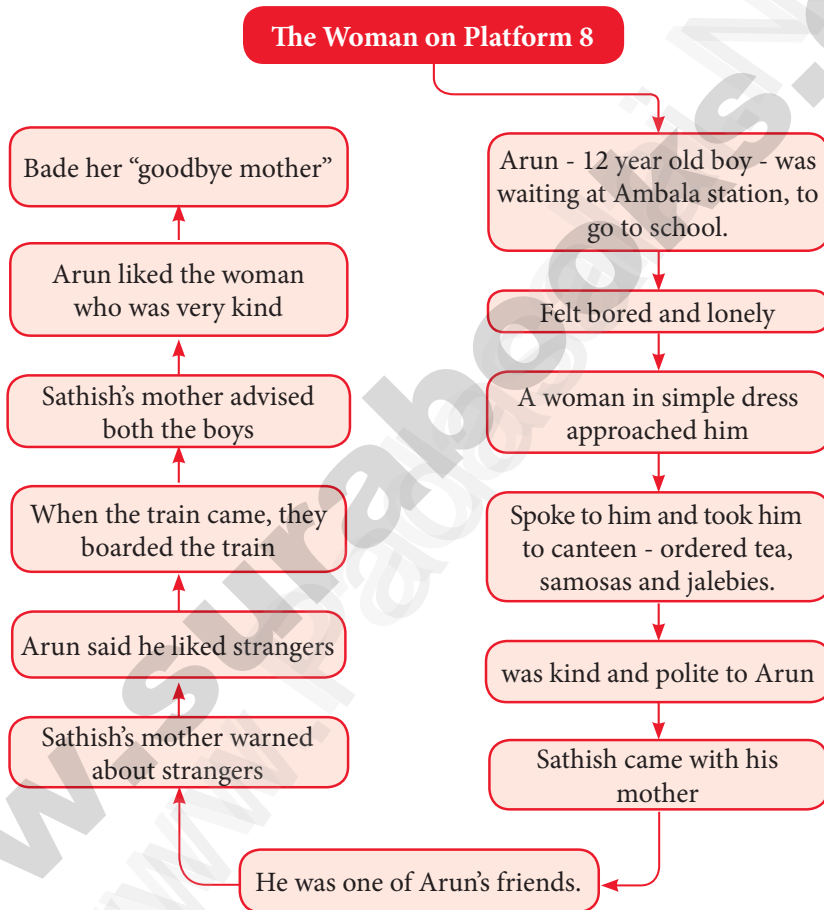 The Woman on Platform 8
Arun - 12 year old boy - was
waiting at Ambala station, to
go to school.
Felt bored and lonely
A woman in simple dress
approached him
Spoke to him and took him
to canteen - ordered tea,
samosas and jalebies.
was kind and polite to Arun
Sathish came with his
mother
He was one of Arun’s friends.
Sathish’s mother warned
about strangers
Arun said he liked strangers
When the train came, they
boarded the train
Sathish’s mother advised
both the boys
Arun liked the woman
who was very kind
Bade her “goodbye mother”
w.surabooks.